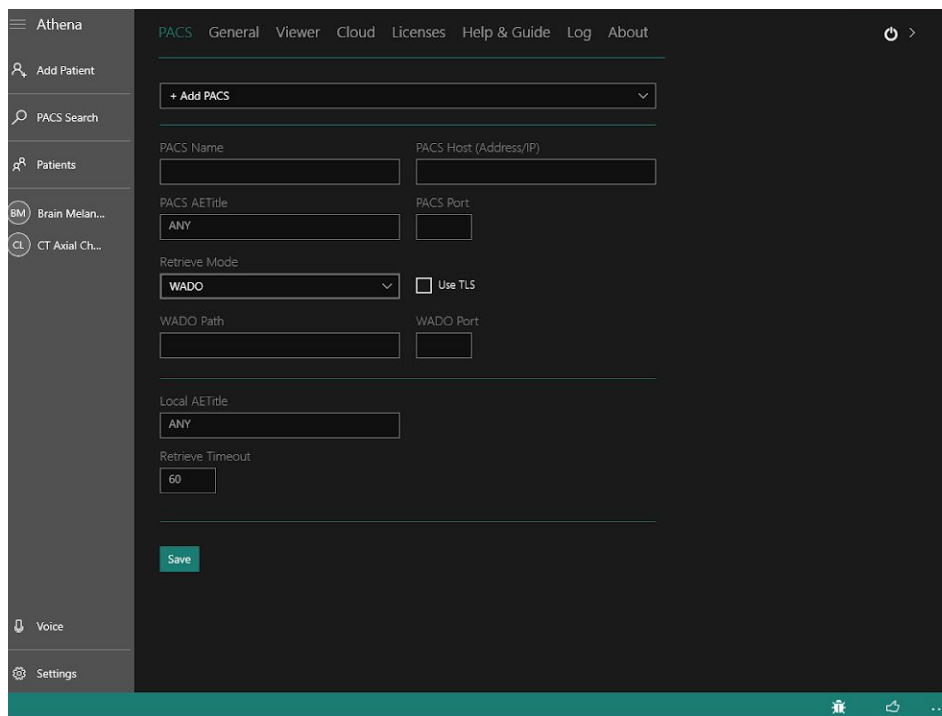 Athena
PACS General Viewer Cloud Licenses Help & Guide Log About
Add Patient
PACS Search
Patients
BM Brain Melan...
CL CT Axial Ch...
Voice
Settings
+ Add PACS
PACS Name
PACS Host (Address/IP)
PACS AETitle
PACS Port
ANY
Retrieve Mode
WADO
Use TLS
WADO Path
WADO Port
Local AETitle
ANY
Retrieve Timeout
60
Save